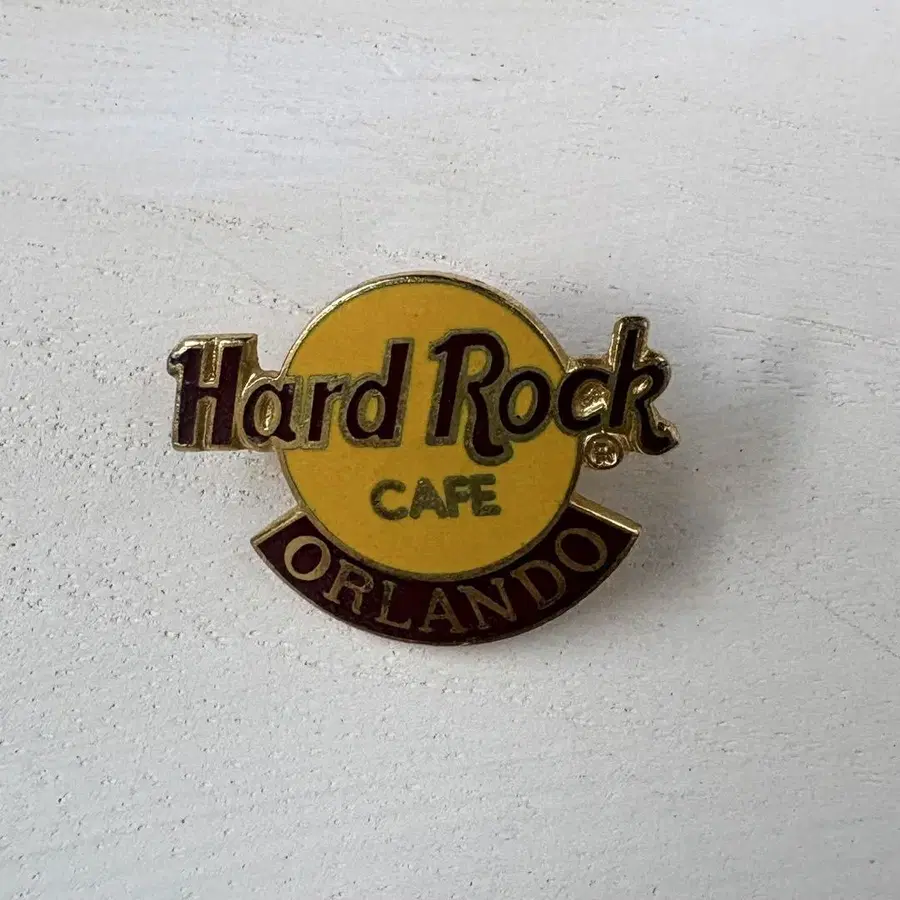 Hard Rock
®
CAFE
ORLANDO